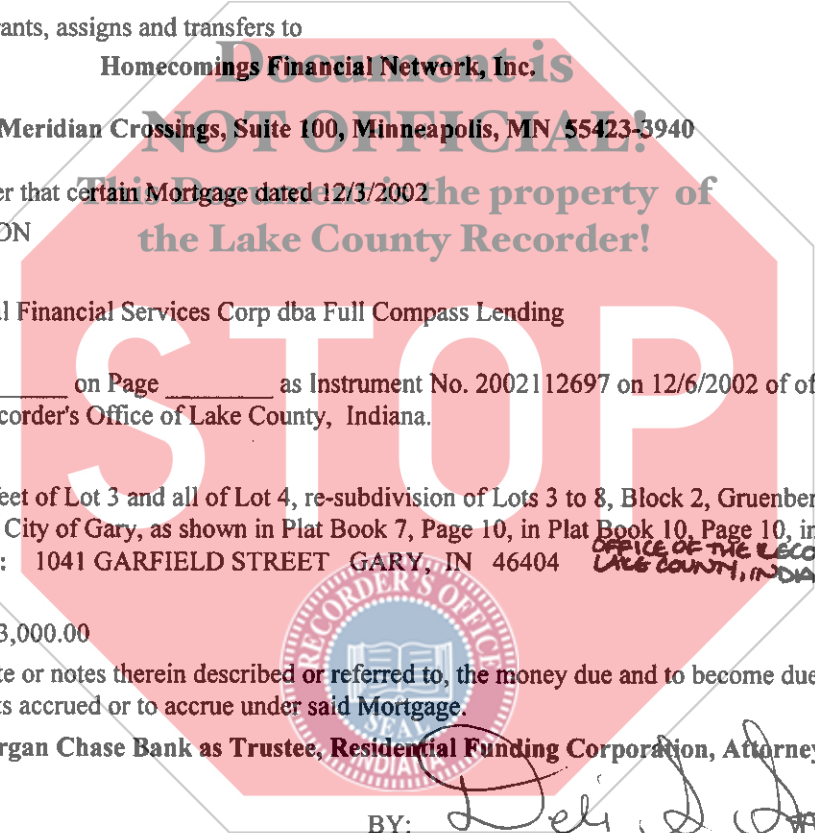 rants, assigns and transfers to
Document is
Homecomings Financial Network, Inc.
NOT OFFICIAL!
Meridian Crossings, Suite 100, Minneapolis, MN 55423-3940
This Document is the property of
er that certain Mortgage dated 12/3/2002
ON
the Lake County Recorder!
l Financial Services Corp dba Full Compass Lending
STOP
______ on Page ______ as Instrument No. 2002112697 on 12/6/2002 of of
corder's Office of Lake County, Indiana.
eet of Lot 3 and all of Lot 4, re-subdivision of Lots 3 to 8, Block 2, Gruenber
City of Gary, as shown in Plat Book 7, Page 10, in Plat Book 10, Page 10, in
: 1041 GARFIELD STREET GARY, IN 46404
OFFICE OF THE RECO
LAKE COUNTY, INDIA
RECORDER'S OFFICE
3,000.00
te or notes therein described or referred to, the money due and to become due
ts accrued or to accrue under said Mortgage.
SEAL
INDIANA
rgan Chase Bank as Trustee, Residential Funding Corporation, Attorney
BY: